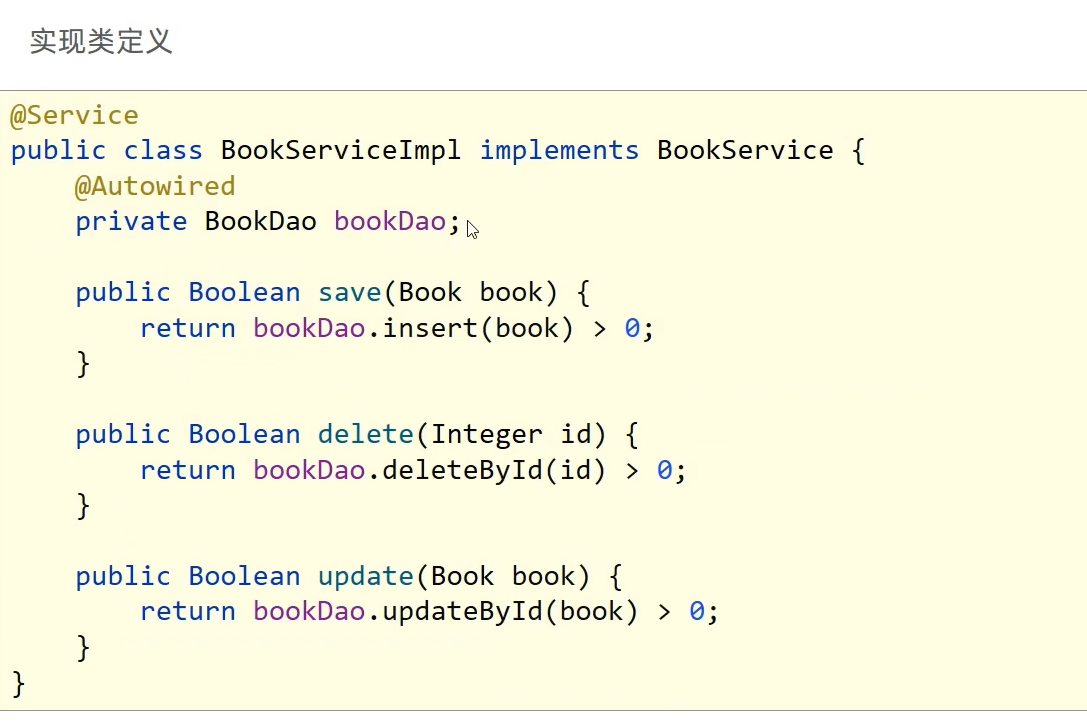 实现类定义
@Service
public class BookServiceImpl implements BookService {
    @Autowired
    private BookDao bookDao;

    public Boolean save(Book book) {
        return bookDao.insert(book) > 0;
    }

    public Boolean delete(Integer id) {
        return bookDao.deleteById(id) > 0;
    }

    public Boolean update(Book book) {
        return bookDao.updateById(book) > 0;
    }
}